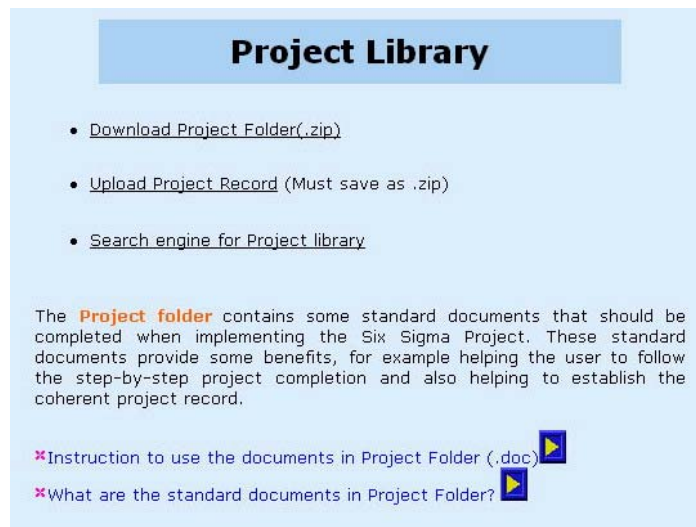 Project Library
• Download Project Folder(.zip)
• Upload Project Record (Must save as .zip)
• Search engine for Project library
The Project folder contains some standard documents that should be
completed when implementing the Six Sigma Project. These standard
documents provide some benefits, for example helping the user to follow
the step-by-step project completion and also helping to establish the
coherent project record.
Instruction to use the documents in Project Folder (.doc)
What are the standard documents in Project Folder?